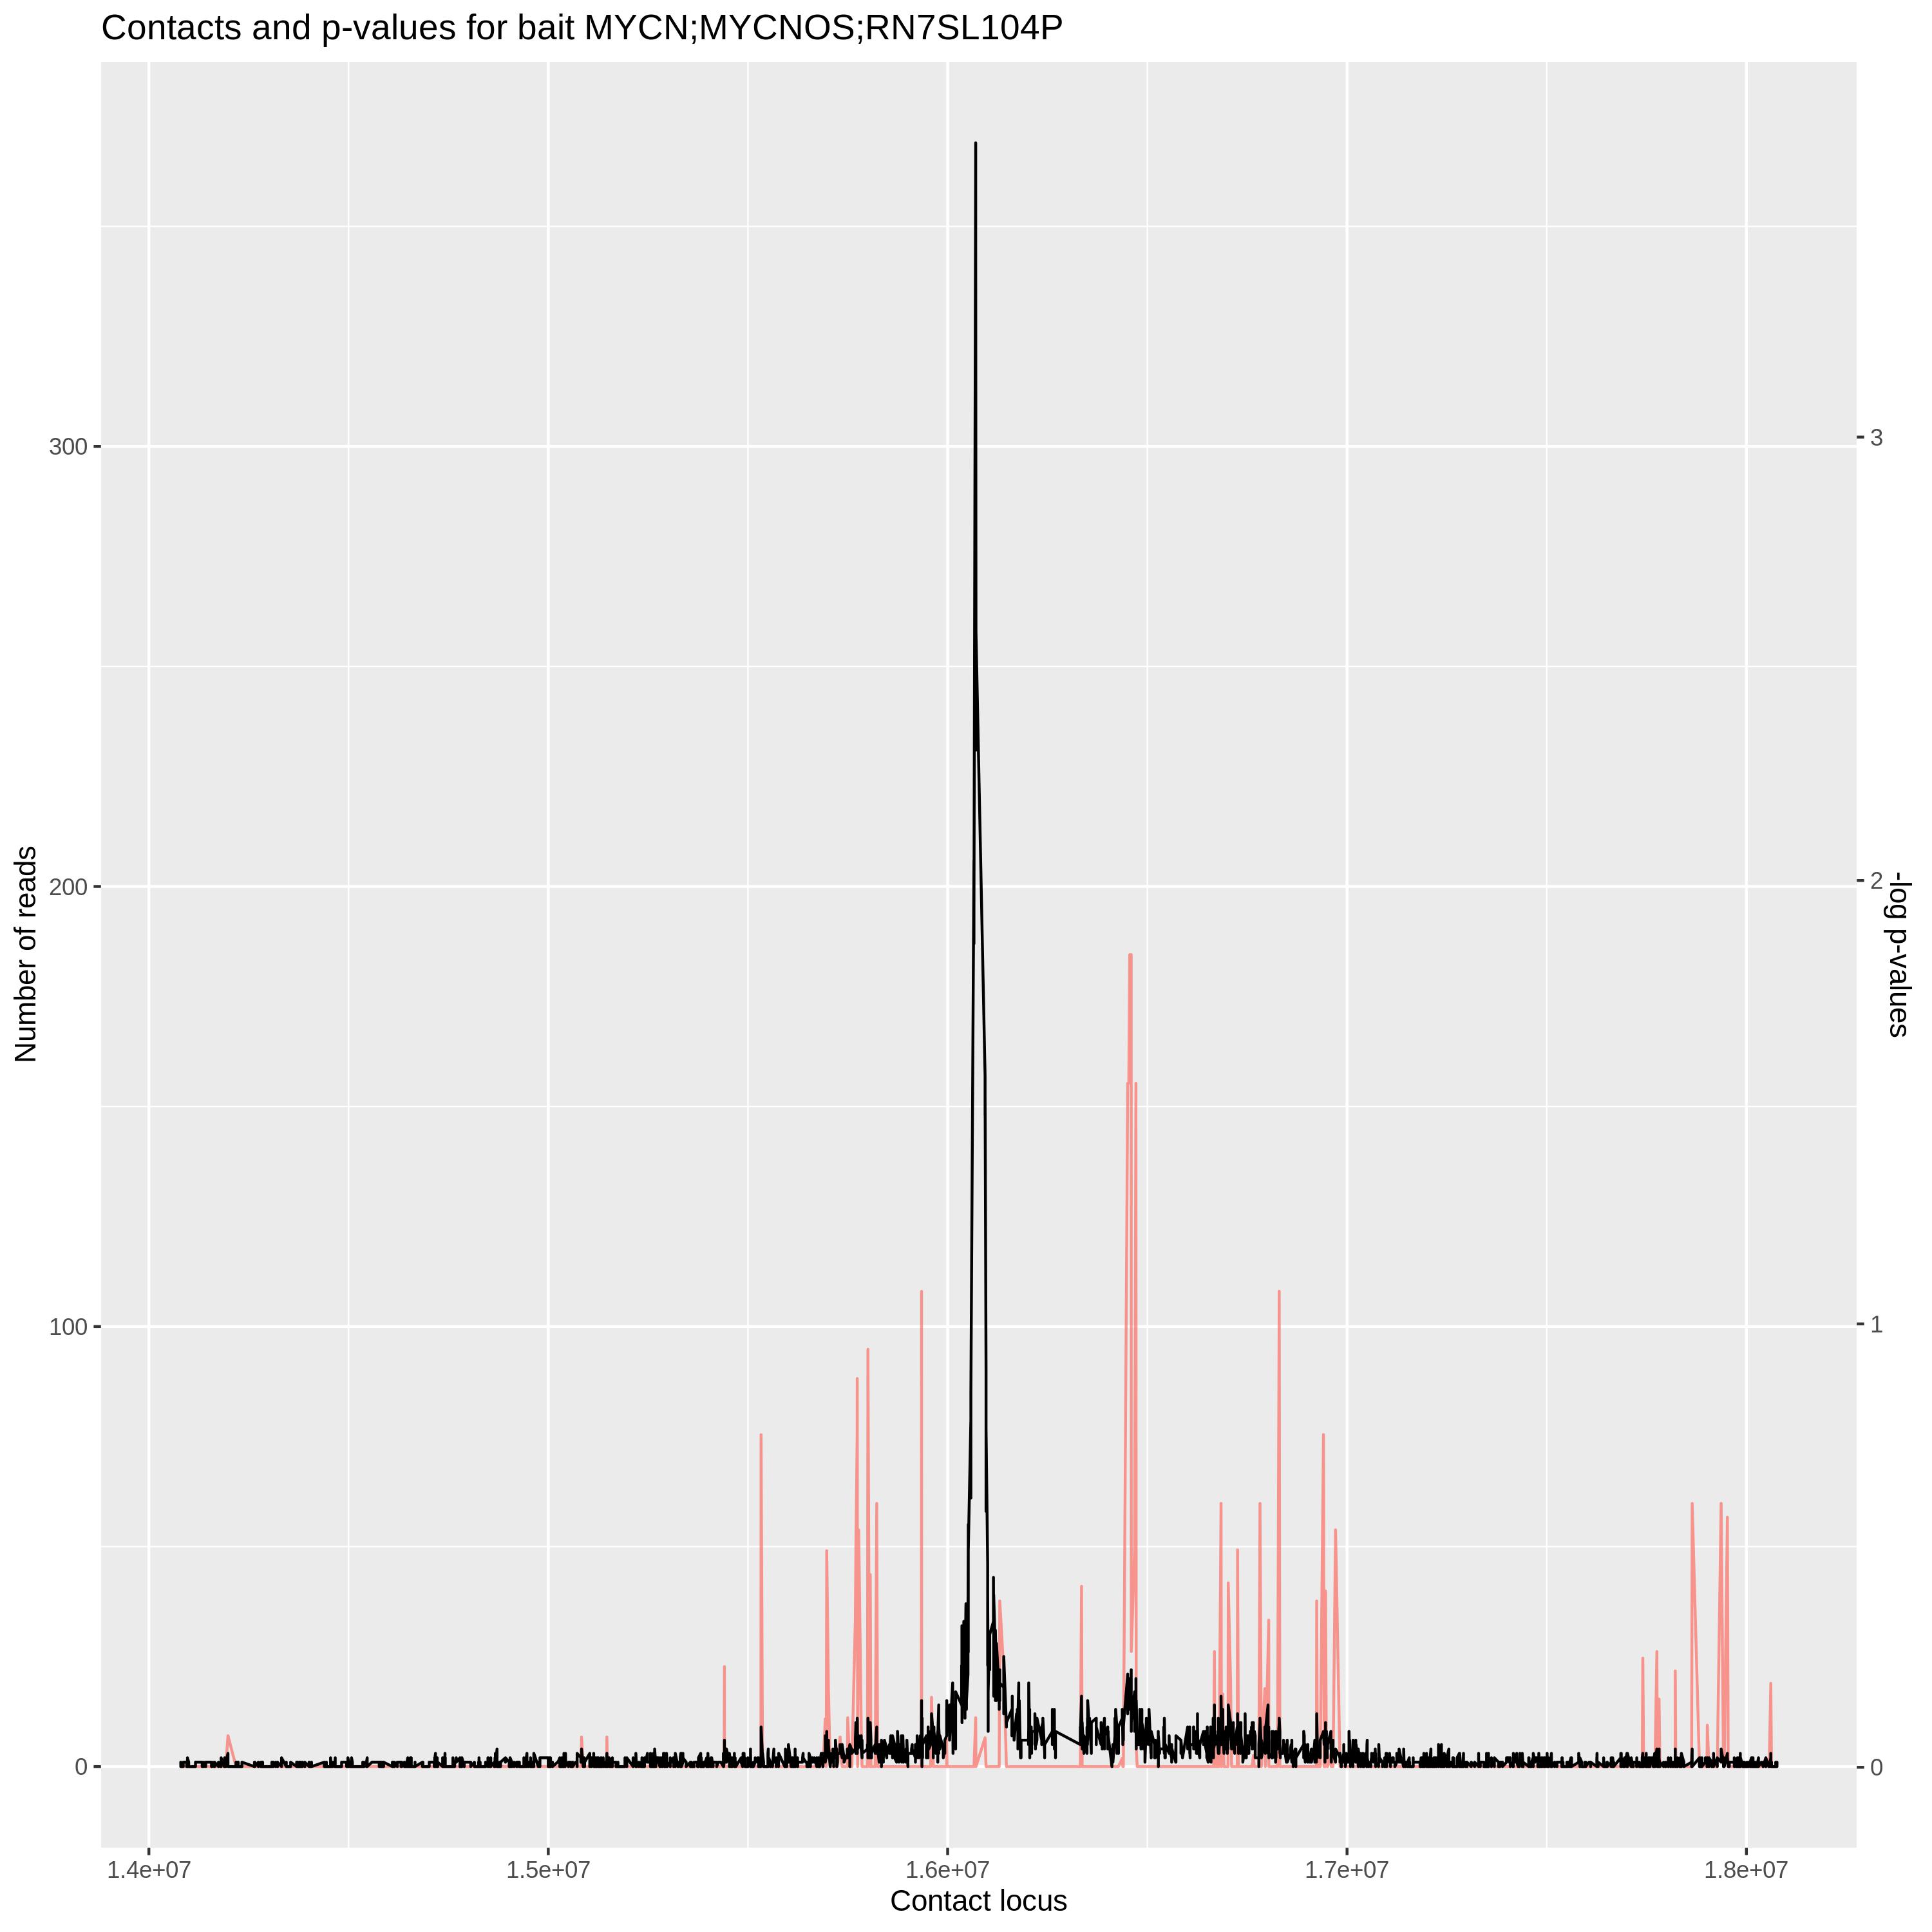 Contacts and p-values for bait MYCN;MYCNOS;RN7SL104P
Number of reads
300
200
100
0
3
2
1
0
-log p-values
1.4e+07 1.5e+07 1.6e+07 1.7e+07 1.8e+07
Contact locus